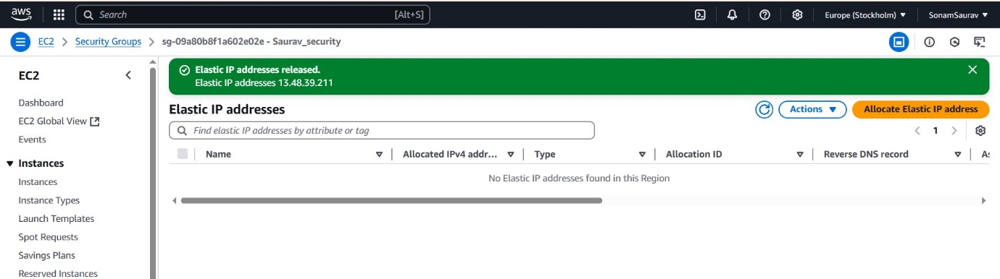 aws Search [Alt+S] Europe (Stockholm) SonamSaurav
EC2 Security Groups sg-09a80b8f1a602e02e - Saurav_security
EC2
Dashboard
EC2 Global View
Events
Instances
Instances
Instance Types
Launch Templates
Spot Requests
Savings Plans
Reserved Instances
Elastic IP addresses released.
Elastic IP addresses 13.48.39.211
Elastic IP addresses Actions Allocate Elastic IP address
Find elastic IP addresses by attribute or tag 1
Name Allocated IPv4 addr... Type Allocation ID Reverse DNS record As
No Elastic IP addresses found in this Region